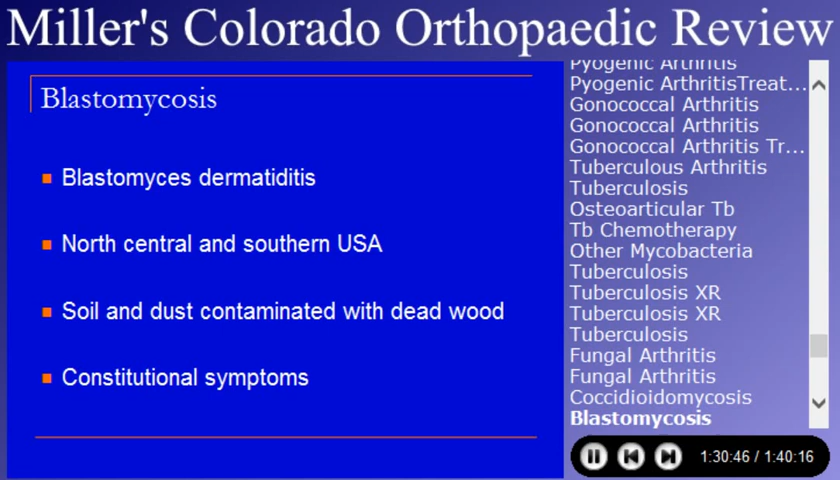 Miller's Colorado Orthopaedic Review
Blastomycosis
Blastomyces dermatiditis
North central and southern USA
Soil and dust contaminated with dead wood
Constitutional symptoms
Pyogenic Arthritis
Pyogenic ArthritisTreat...
Gonococcal Arthritis
Gonococcal Arthritis
Gonococcal Arthritis Tr...
Tuberculous Arthritis
Tuberculosis
Osteoarticular Tb
Tb Chemotherapy
Other Mycobacteria
Tuberculosis
Tuberculosis XR
Tuberculosis XR
Tuberculosis
Fungal Arthritis
Fungal Arthritis
Coccidioidomycosis
Blastomycosis
1:30:46 / 1:40:16